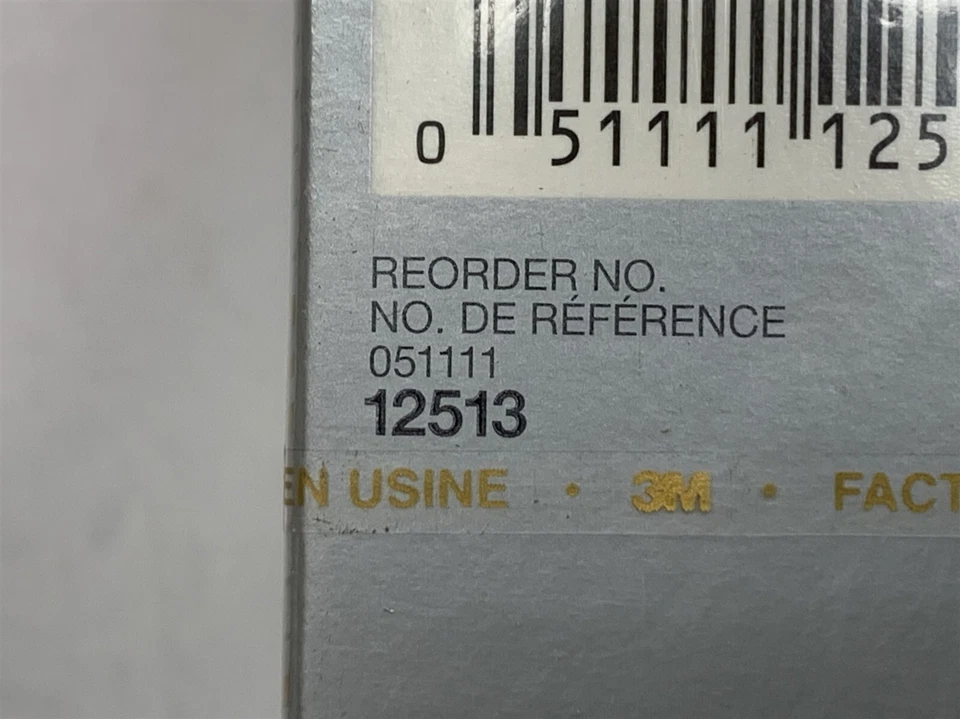 0 51111 125
REORDER NO.
NO. DE RÉFÉRENCE
051111
12513
EN USINE • 3M • FACT